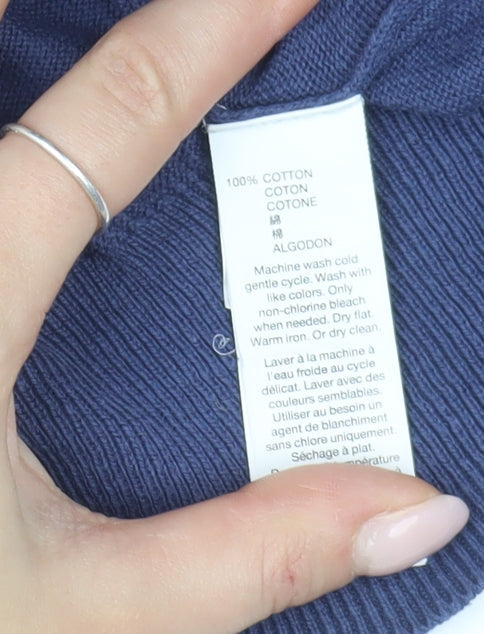 100% COTTON
COTON
COTONE
綿
棉
ALGODON
Machine wash cold
gentle cycle. Wash with
like colors. Only
non-chlorine bleach
when needed. Dry flat.
Warm iron. Or dry clean.
Laver à la machine à
l'eau froide au cycle
délicat. Laver avec des
couleurs semblables.
Utiliser au besoin un
agent de blanchiment
sans chlore uniquement.
Séchage à plat.
à